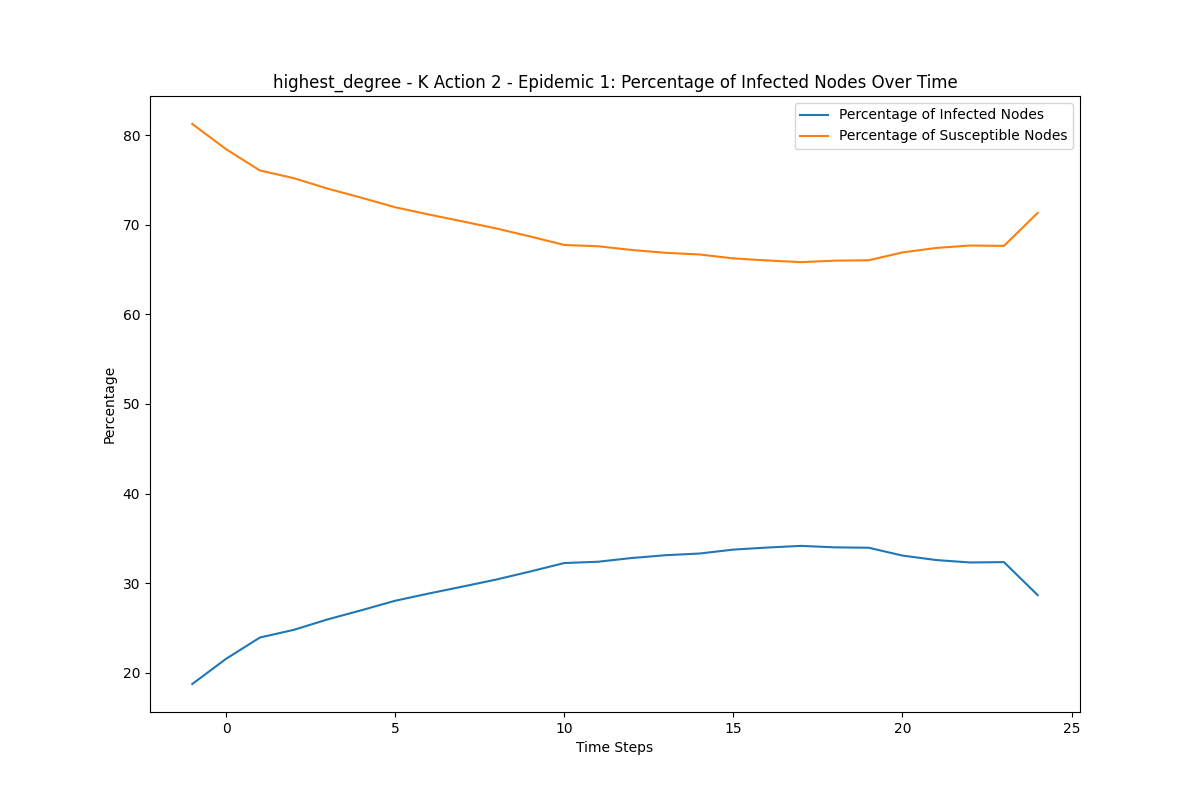 highest_degree - K Action 2 - Epidemic 1: Percentage of Infected Nodes Over Time
Percentage of Infected Nodes
Percentage of Susceptible Nodes
80
70
60
50
40
30
20
Percentage
0 5 10 15 20 25
Time Steps